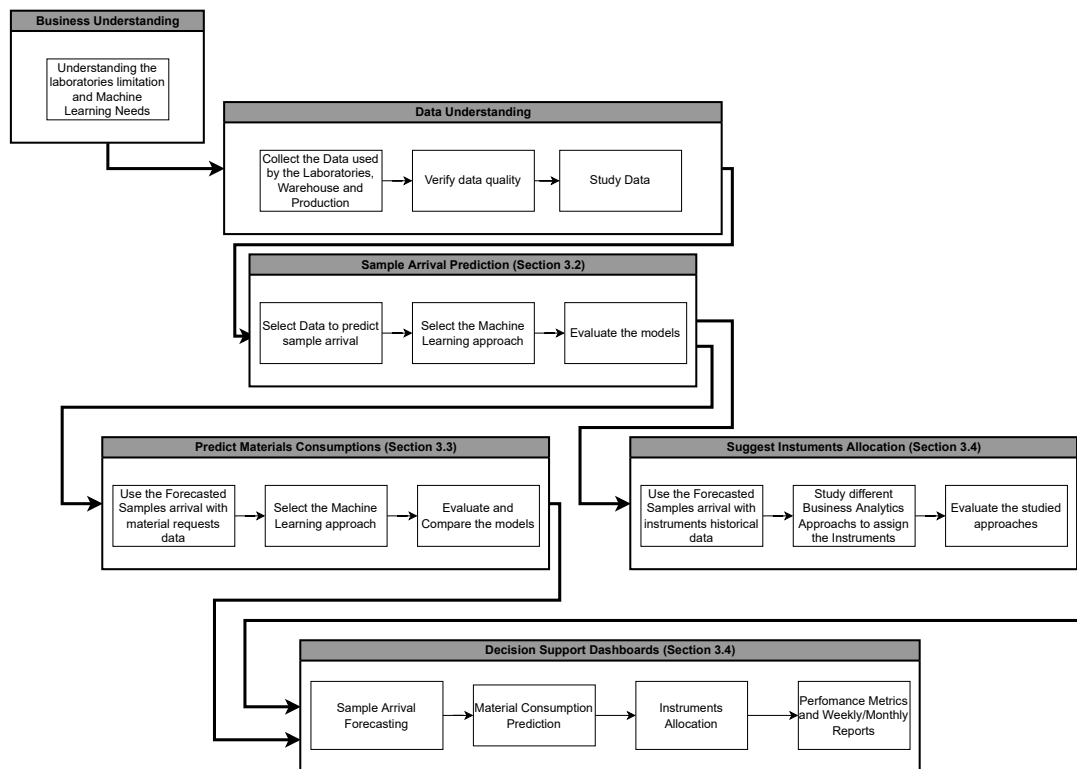 Business Understanding
Understanding the
laboratories limitation
and Machine
Learning Needs
Data Understanding
Collect the Data used
by the Laboratories,
Warehouse and
Production
Verify data quality
Study Data
Sample Arrival Prediction (Section 3.2)
Select Data to predict
sample arrival
Select the Machine
Learning approach
Evaluate the models
Predict Materials Consumptions (Section 3.3)
Use the Forecasted
Samples arrival with
material requests
data
Select the Machine
Learning approach
Evaluate and
Compare the models
Suggest Instuments Allocation (Section 3.4)
Use the Forecasted
Samples arrival with
instruments historical
data
Study different
Business Analytics
Approachs to assign
the Instruments
Evaluate the studied
approaches
Decision Support Dashboards (Section 3.4)
Sample Arrival
Forecasting
Material Consumption
Prediction
Instruments
Allocation
Perfomance Metrics
and Weekly/Monthly
Reports